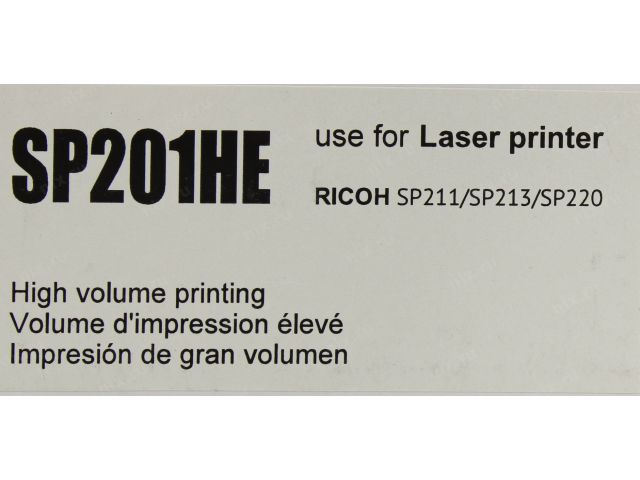 SP201HE
use for Laser printer
RICOH SP211/SP213/SP220
High volume printing
Volume d'impression élevé
Impresión de gran volumen